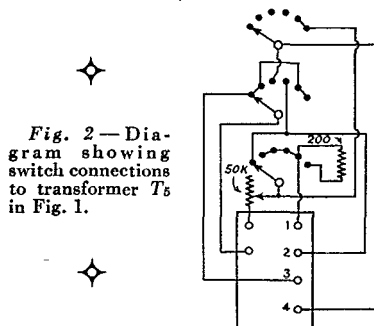 Fig. 2—Dia-
gram showing
switch connections
to transformer T5
in Fig. 1.
200
50K
1
2
3
4